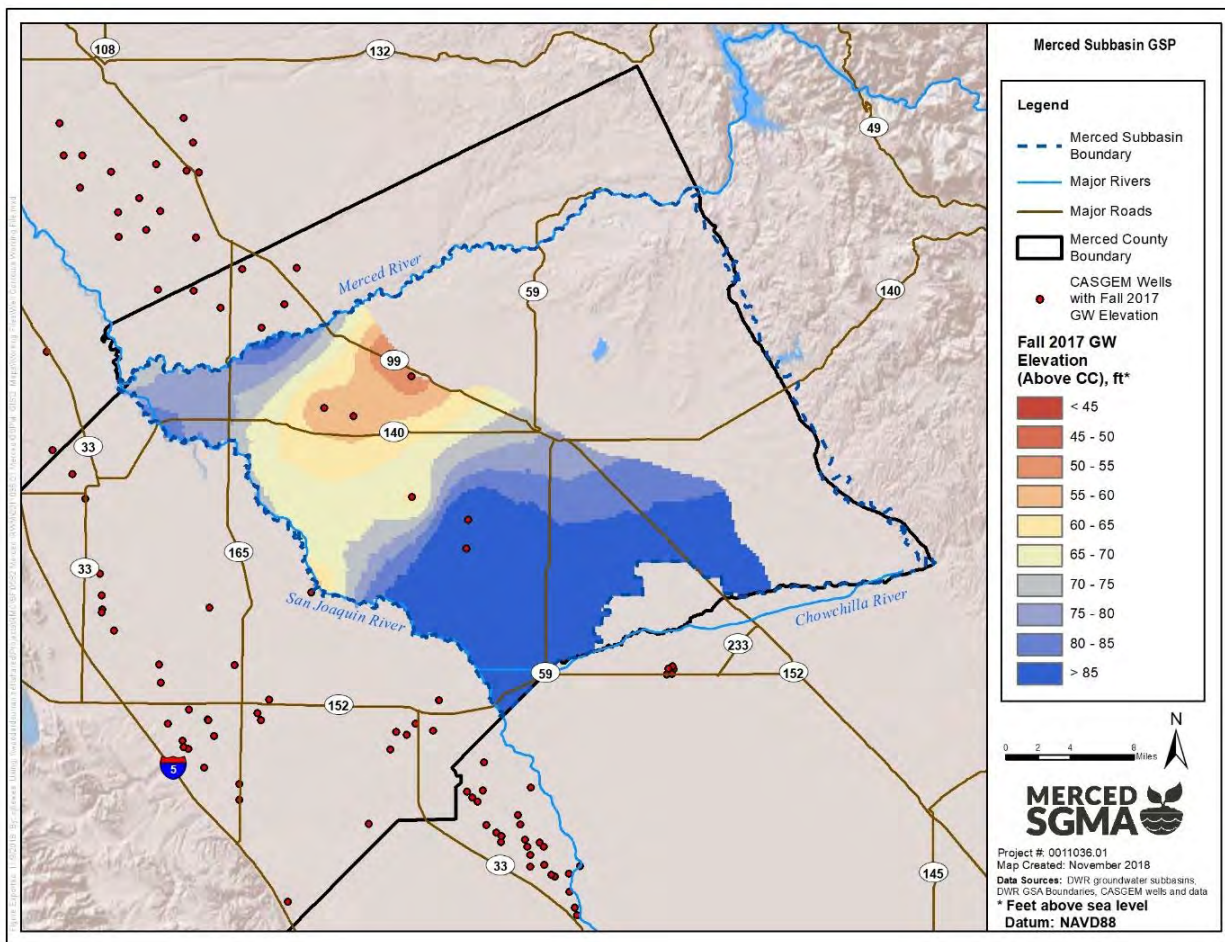 Merced Subbasin GSP
Legend
Merced Subbasin
Boundary
Major Rivers
Major Roads
Merced County
Boundary
CASGEM Wells
with Fall 2017
GW Elevation
Fall 2017 GW
Elevation
(Above CC), ft*
< 45
45 - 50
50 - 55
55 - 60
60 - 65
65 - 70
70 - 75
75 - 80
80 - 85
> 85
N
0 2 4 8
Miles
MERCED
SGMA
Project #: 0011036.01
Map Created: November 2018
Data Sources: DWR groundwater subbasins,
DWR GSA Boundaries, CASGEM wells and data
* Feet above sea level
Datum: NAVD88
108
132
49
Merced River
59
140
99
140
33
165
33
San Joaquin River
Chowchilla River
233
59
152
152
5
33
145